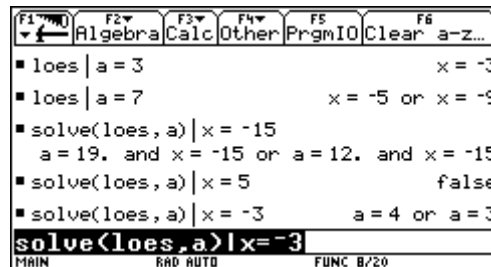 F1 F2 F3 F4 F5 F6
Algebra Calc Other PrgmIO Clear a-z…
▪ loes | a = 3 x = -3
▪ loes | a = 7 x = -5 or x = -9
▪ solve(loes, a) | x = -15
a = 19. and x = -15 or a = 12. and x = -15
▪ solve(loes, a) | x = 5 false
▪ solve(loes, a) | x = -3 a = 4 or a = 3
solve(loes,a)|x=-3
MAIN RAD AUTO FUNC 8/20